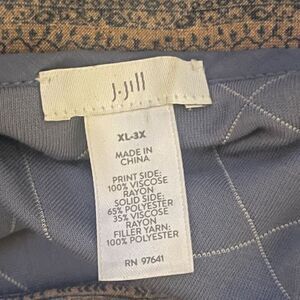 J.Jill
XL-3X
MADE IN
CHINA
PRINT SIDE:
100% VISCOSE
RAYON
SOLID SIDE:
65% POLYESTER
35% VISCOSE
RAYON
FILLER YARN:
100% POLYESTER
RN 97641